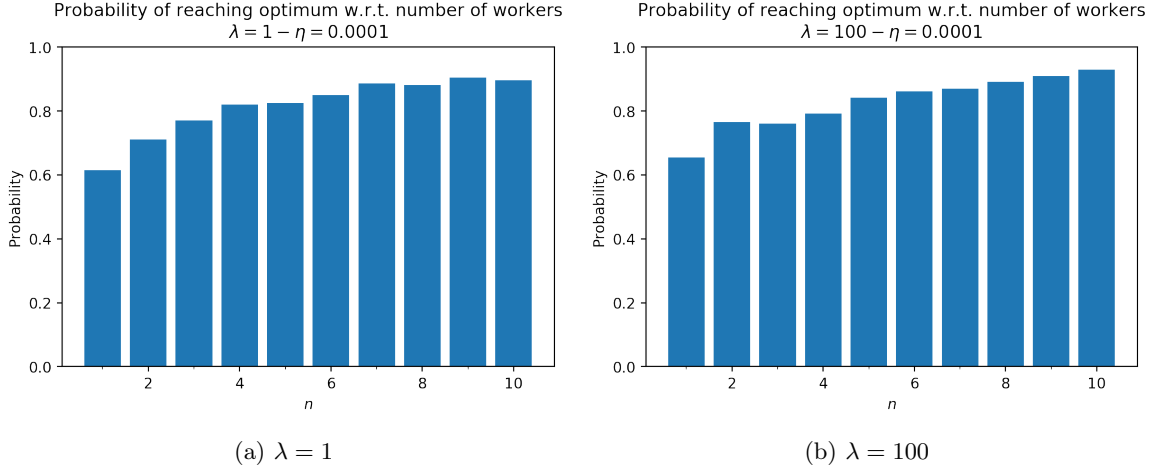 Probability of reaching optimum w.r.t. number of workers
λ = 1 − η = 0.0001
Probability
1.0
0.8
0.6
0.4
0.2
0.0
2
4
6
8
10
n
(a) λ = 1
Probability of reaching optimum w.r.t. number of workers
λ = 100 − η = 0.0001
Probability
1.0
0.8
0.6
0.4
0.2
0.0
2
4
6
8
10
n
(b) λ = 100